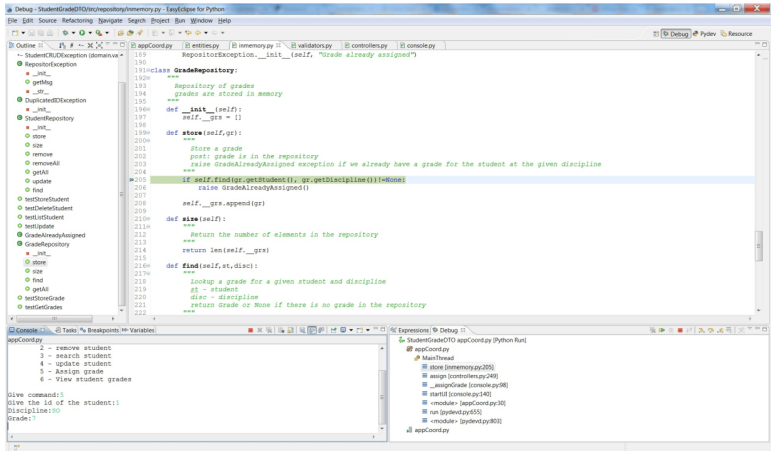 Debug - StudentGradeDTO/src/repository/inmemory.py - EasyEclipse for Python
File Edit Source Refactoring Navigate Search Project Run Window Help
Debug Pydev Resource
Outline
StudentCRUDException (domain.va
RepositorException
__init__
getMsg
__str__
DuplicatedIDException
__init__
StudentRepository
__init__
store
size
remove
removeAll
getAll
update
find
testStoreStudent
testDeleteStudent
testListStudent
testUpdate
GradeAlreadyAssigned
GradeRepository
__init__
store
size
find
getAll
testStoreGrade
testGetGrades
appCoord.py entities.py inmemory.py validators.py controllers.py console.py
189 RepositorException.__init__(self, "Grade already assigned")
190
191 class GradeRepository:
192 """
193 Repository of grades
194 grades are stored in memory
195 """
196 def __init__(self):
197 self.__grs = []
198
199 def store(self,gr):
200 """
201 Store a grade
202 post: grade is in the repository
203 raise GradeAlreadyAssigned exception if we already have a grade for the student at the given discipline
204 """
205 if self.find(gr.getStudent(), gr.getDiscipline())!=None:
206 raise GradeAlreadyAssigned()
207
208 self.__grs.append(gr)
209
210 def size(self):
211 """
212 Return the number of elements in the repository
213 """
214 return len(self.__grs)
215
216 def find(self,st,disc):
217 """
218 Lookup a grade for a given student and discipline
219 st - student
220 disc - discipline
221 return Grade or None if there is no grade in the repository
222 """
Console Tasks Breakpoints Variables
appCoord.py
2 - remove student
3 - search student
4 - update student
5 - Assign grade
6 - View student grades
Give command:5
Give the id of the student:1
Discipline:SO
Grade:7
Expressions Debug
StudentGradeDTO appCoord.py [Python Run]
appCoord.py
MainThread
store [inmemory.py:205]
assign [controllers.py:249]
__assignGrade [console.py:98]
startUI [console.py:140]
<module> [appCoord.py:30]
run [pydevd.py:655]
<module> [pydevd.py:803]
appCoord.py